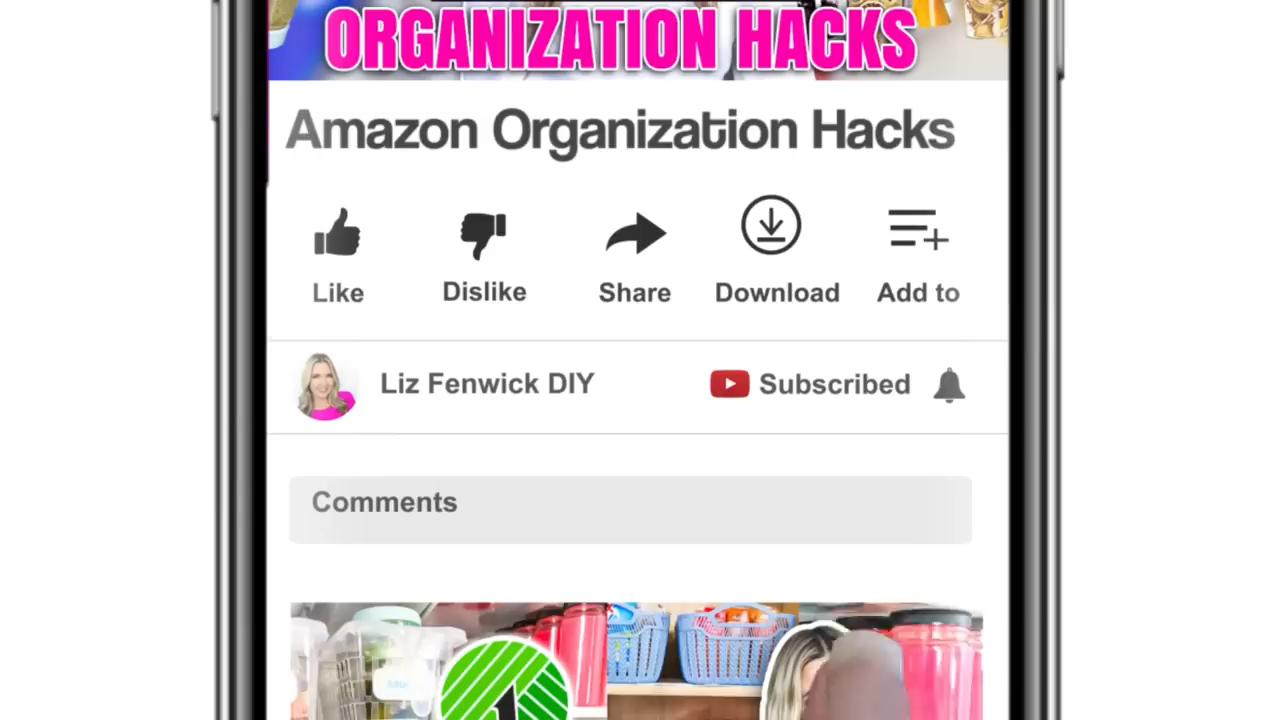 ORGANIZATION HACKS
Amazon Organization Hacks
Like Dislike Share Download Add to
Liz Fenwick DIY Subscribed
Comments